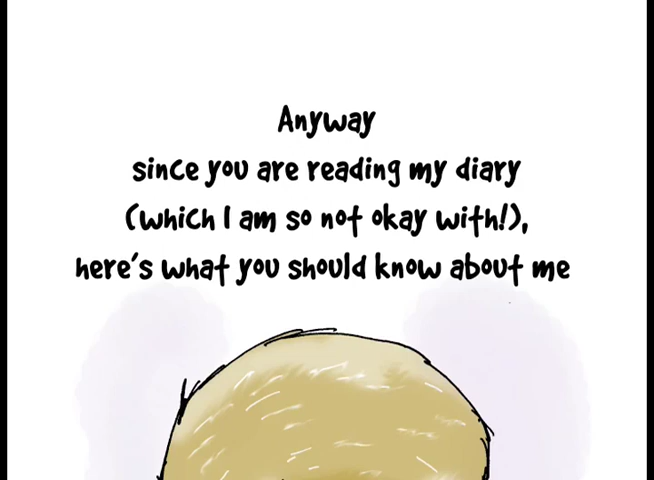 Anyway
since you are reading my diary
(which I am so not okay with!),
here's what you should know about me